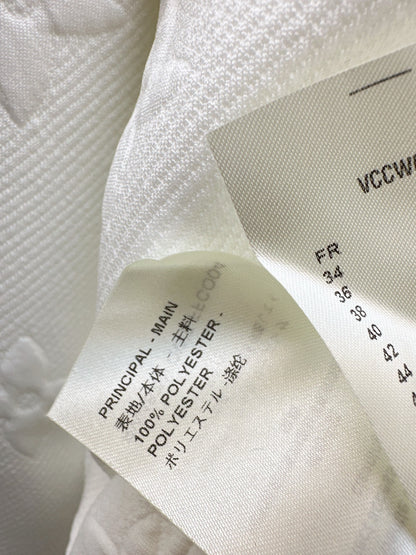 VCCW
FR
34
36
38
40
42
44
PRINCIPAL - MAIN
表地/本体 - 主料
100% POLYESTER -
POLYESTER
ポリエステル -涤纶